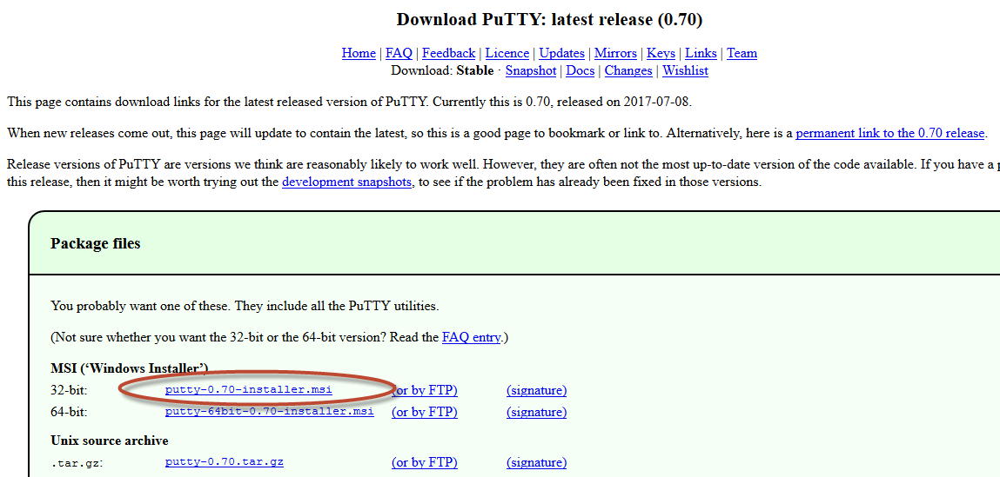 Download PuTTY: latest release (0.70)
Home | FAQ | Feedback | Licence | Updates | Mirrors | Keys | Links | Team
Download: Stable · Snapshot | Docs | Changes | Wishlist
This page contains download links for the latest released version of PuTTY. Currently this is 0.70, released on 2017-07-08.
When new releases come out, this page will update to contain the latest, so this is a good page to bookmark or link to. Alternatively, here is a permanent link to the 0.70 release.
Release versions of PuTTY are versions we think are reasonably likely to work well. However, they are often not the most up-to-date version of the code available. If you have a
this release, then it might be worth trying out the development snapshots, to see if the problem has already been fixed in those versions.
Package files
You probably want one of these. They include all the PuTTY utilities.
(Not sure whether you want the 32-bit or the 64-bit version? Read the FAQ entry.)
MSI (‘Windows Installer’)
32-bit: putty-0.70-installer.msi (or by FTP) (signature)
64-bit: putty-64bit-0.70-installer.msi (or by FTP) (signature)
Unix source archive
.tar.gz: putty-0.70.tar.gz (or by FTP) (signature)